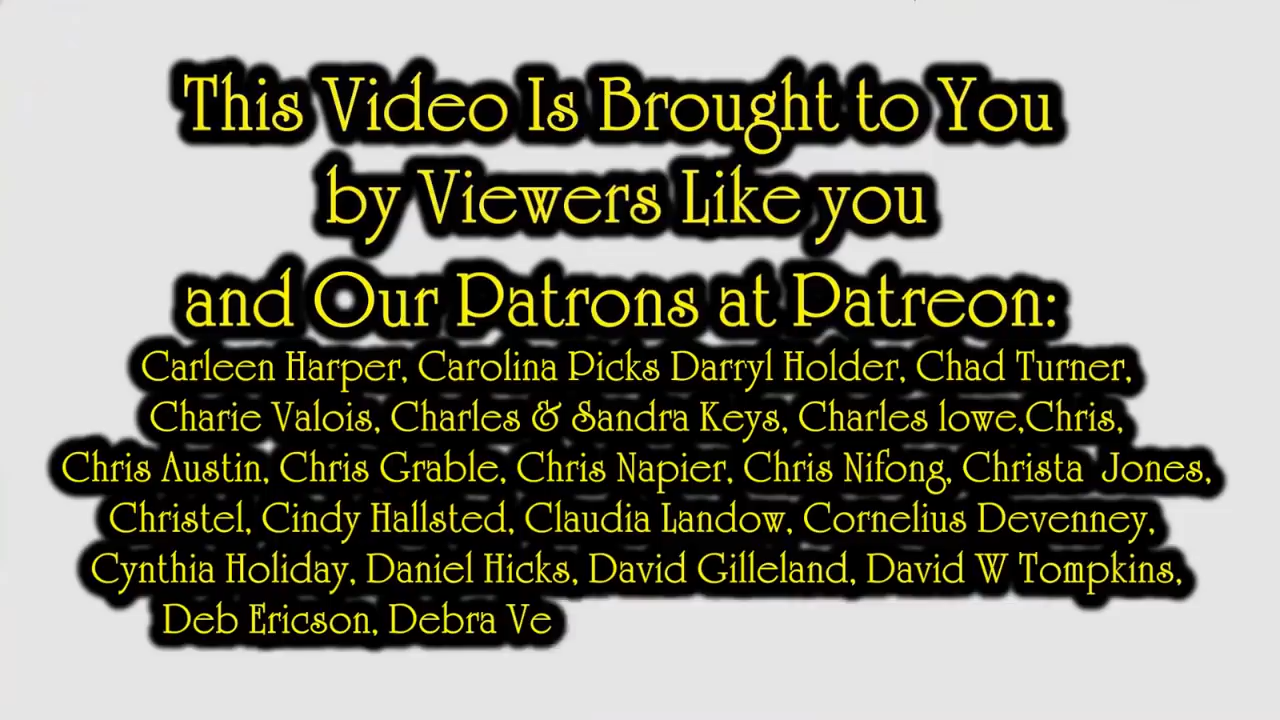 This Video Is Brought to You
by Viewers Like you
and Our Patrons at Patreon:
Carleen Harper, Carolina Picks Darryl Holder, Chad Turner,
Charie Valois, Charles & Sandra Keys, Charles lowe,Chris,
Chris Austin, Chris Grable, Chris Napier, Chris Nifong, Christa Jones,
Christel, Cindy Hallsted, Claudia Landow, Cornelius Devenney,
Cynthia Holiday, Daniel Hicks, David Gilleland, David W Tompkins,
Deb Ericson, Debra Ve